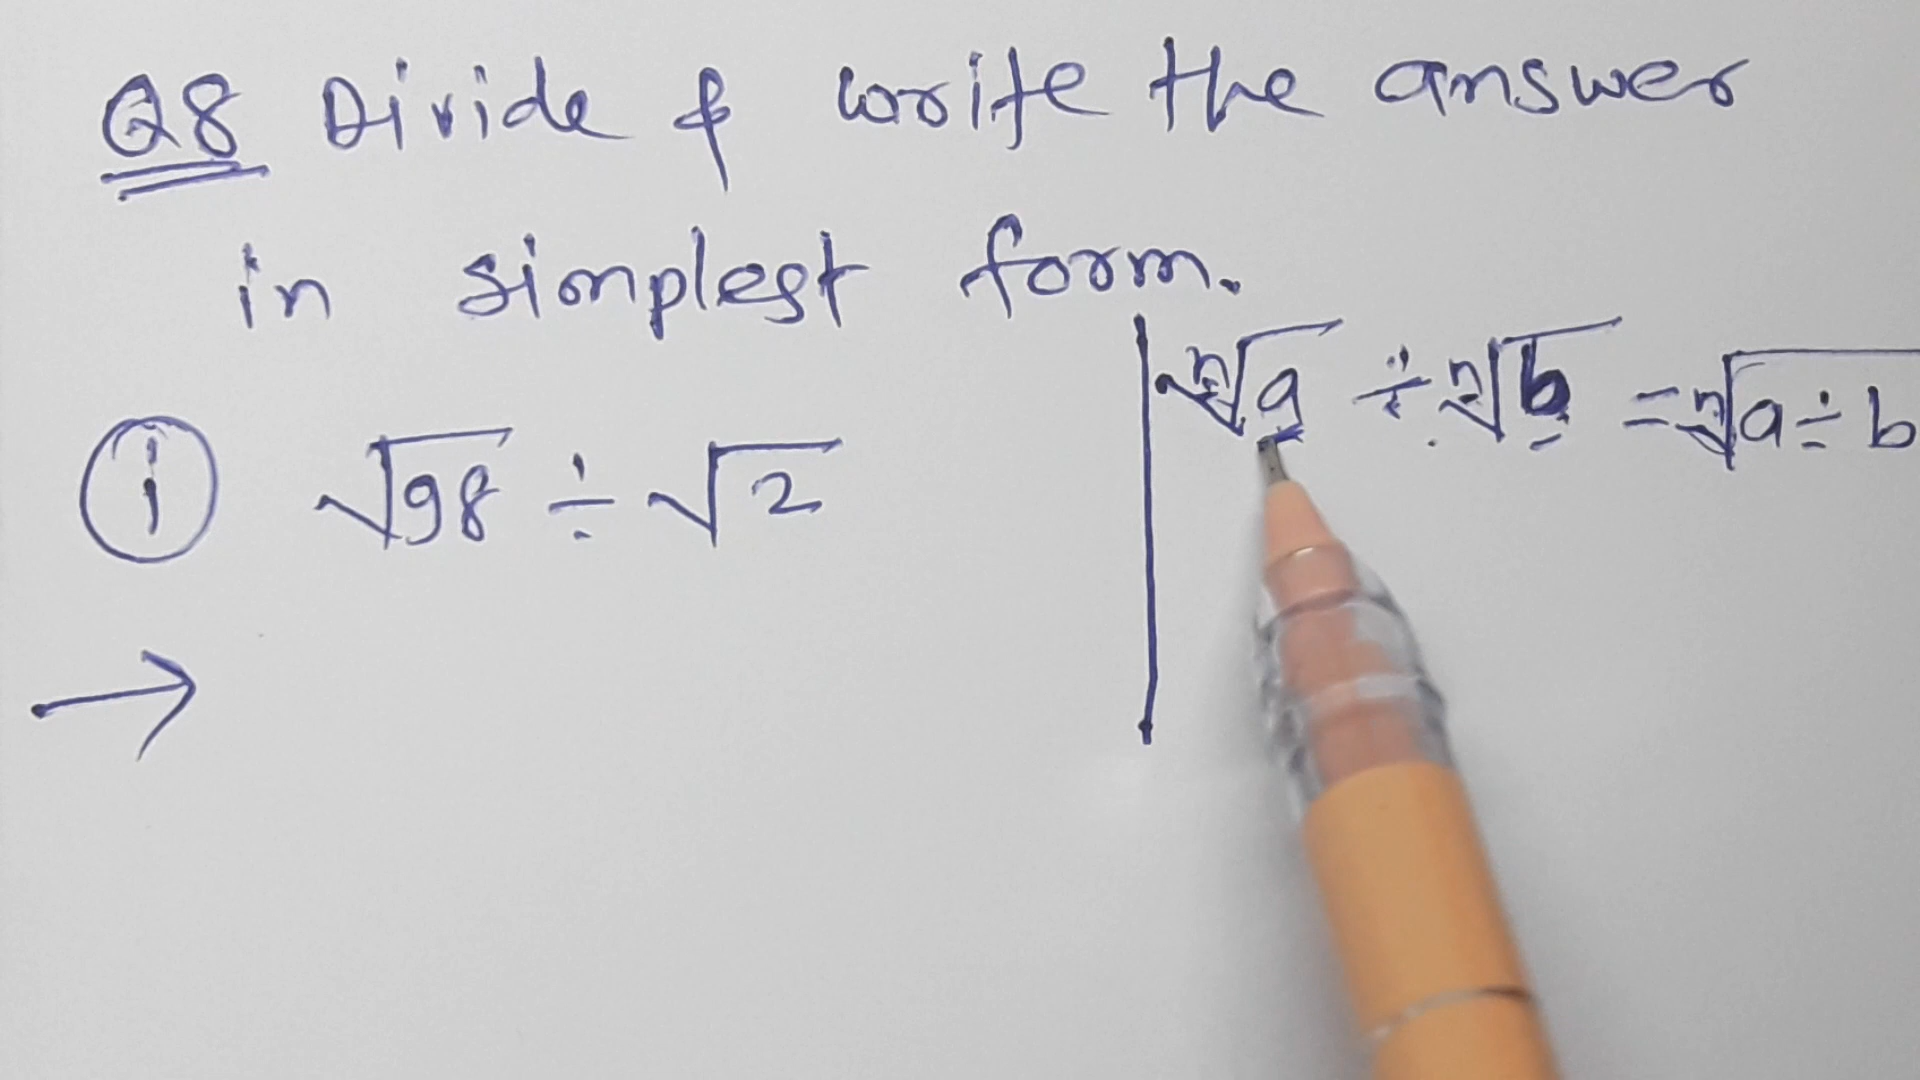 Q8 Divide & write the answer
in simplest form.
ⁿ√a ÷ ⁿ√b = ⁿ√a ÷ b
(i) √98 ÷ √2
→